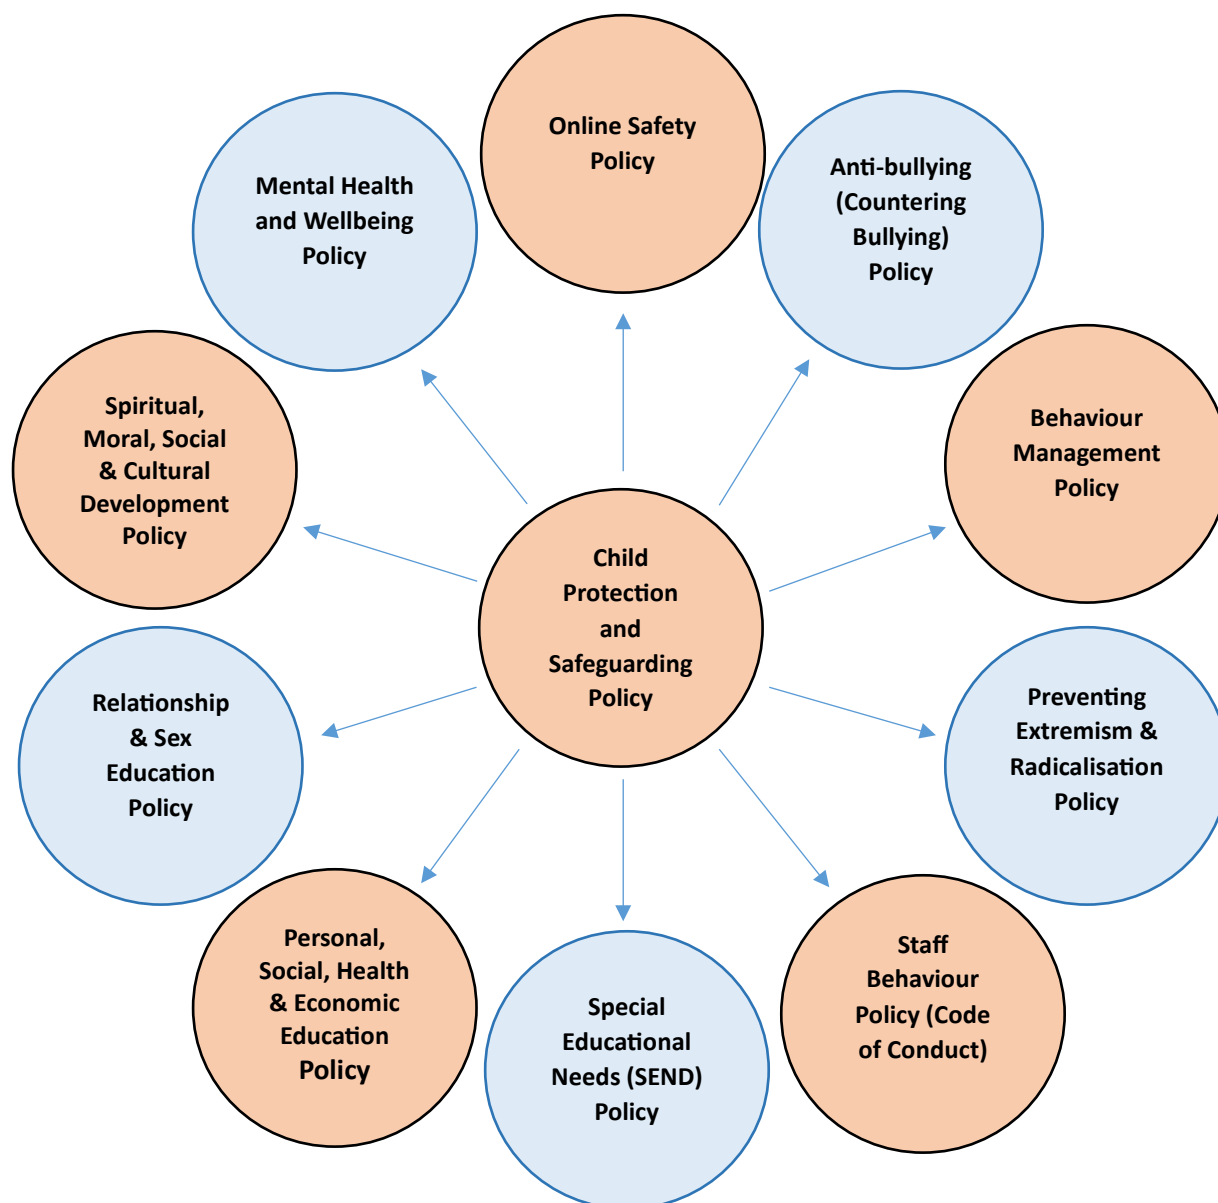 Online Safety
Policy
Anti-bullying
(Countering
Bullying)
Policy
Mental Health
and Wellbeing
Policy
Behaviour
Management
Policy
Spiritual,
Moral, Social
& Cultural
Development
Policy
Child
Protection
and
Safeguarding
Policy
Preventing
Extremism &
Radicalisation
Policy
Relationship
& Sex
Education
Policy
Staff
Behaviour
Policy (Code
of Conduct)
Personal,
Social, Health
& Economic
Education
Policy
Special
Educational
Needs (SEND)
Policy